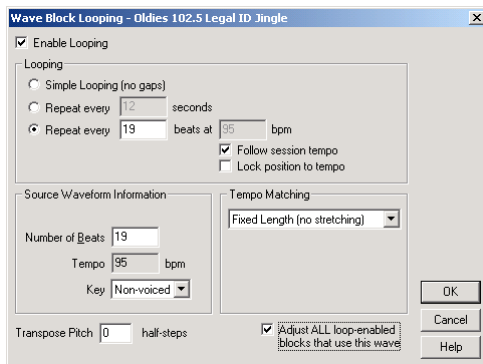 Wave Block Looping - Oldies 102.5 Legal ID Jingle
Enable Looping
Looping
Simple Looping (no gaps)
Repeat every 12 seconds
Repeat every 19 beats at 95 bpm
Follow session tempo
Lock position to tempo
Source Waveform Information
Number of Beats 19
Tempo 95 bpm
Key Non-voiced
Tempo Matching
Fixed Length (no stretching)
Transpose Pitch 0 half-steps
Adjust ALL loop-enabled
blocks that use this wave
OK
Cancel
Help